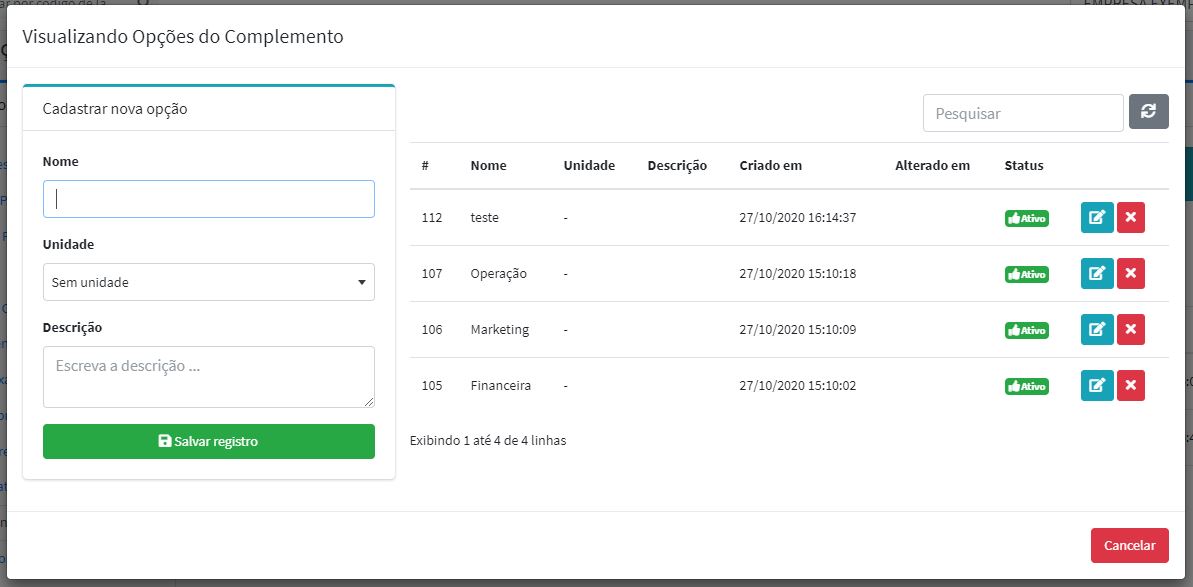 Visualizando Opções do Complemento
Cadastrar nova opção
Nome
Unidade
Sem unidade
Descrição
Escreva a descrição ...
Salvar registro
Pesquisar
# Nome Unidade Descrição Criado em Alterado em Status
112 teste - 27/10/2020 16:14:37 Ativo
107 Operação - 27/10/2020 15:10:18 Ativo
106 Marketing - 27/10/2020 15:10:09 Ativo
105 Financeira - 27/10/2020 15:10:02 Ativo
Exibindo 1 até 4 de 4 linhas
Cancelar